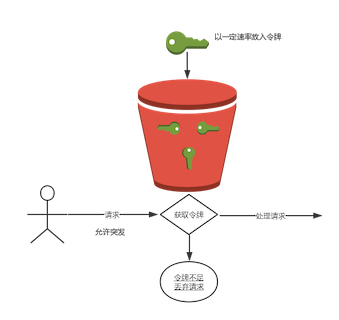 以一定速率放入令牌
请求
获取令牌
处理请求
允许突发
令牌不足
丢弃请求